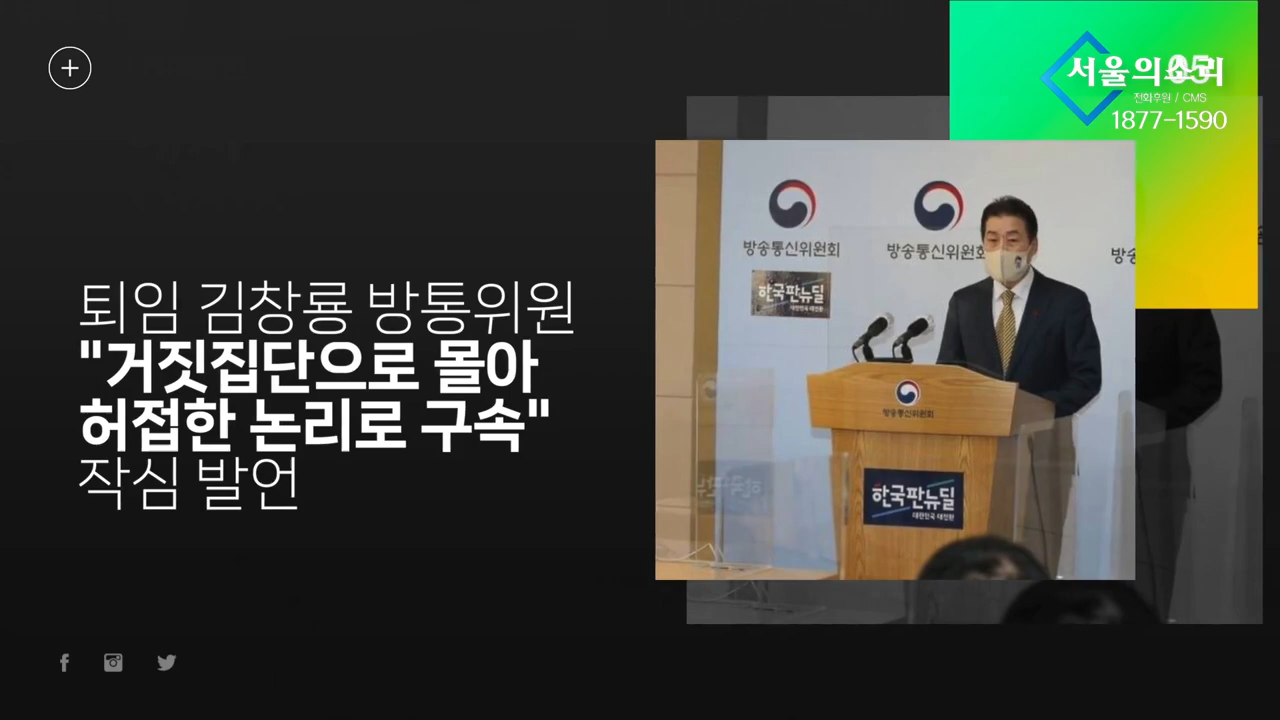 서울의소리
05
전화후원 / CMS
1877-1590
방송통신위원회
방송통신위원회
방송
한국판뉴딜
대한민국 대전환
퇴임 김창룡 방통위원
"거짓집단으로 몰아
허접한 논리로 구속"
작심 발언
방송통신위원회
한국판뉴딜
대한민국 대전환